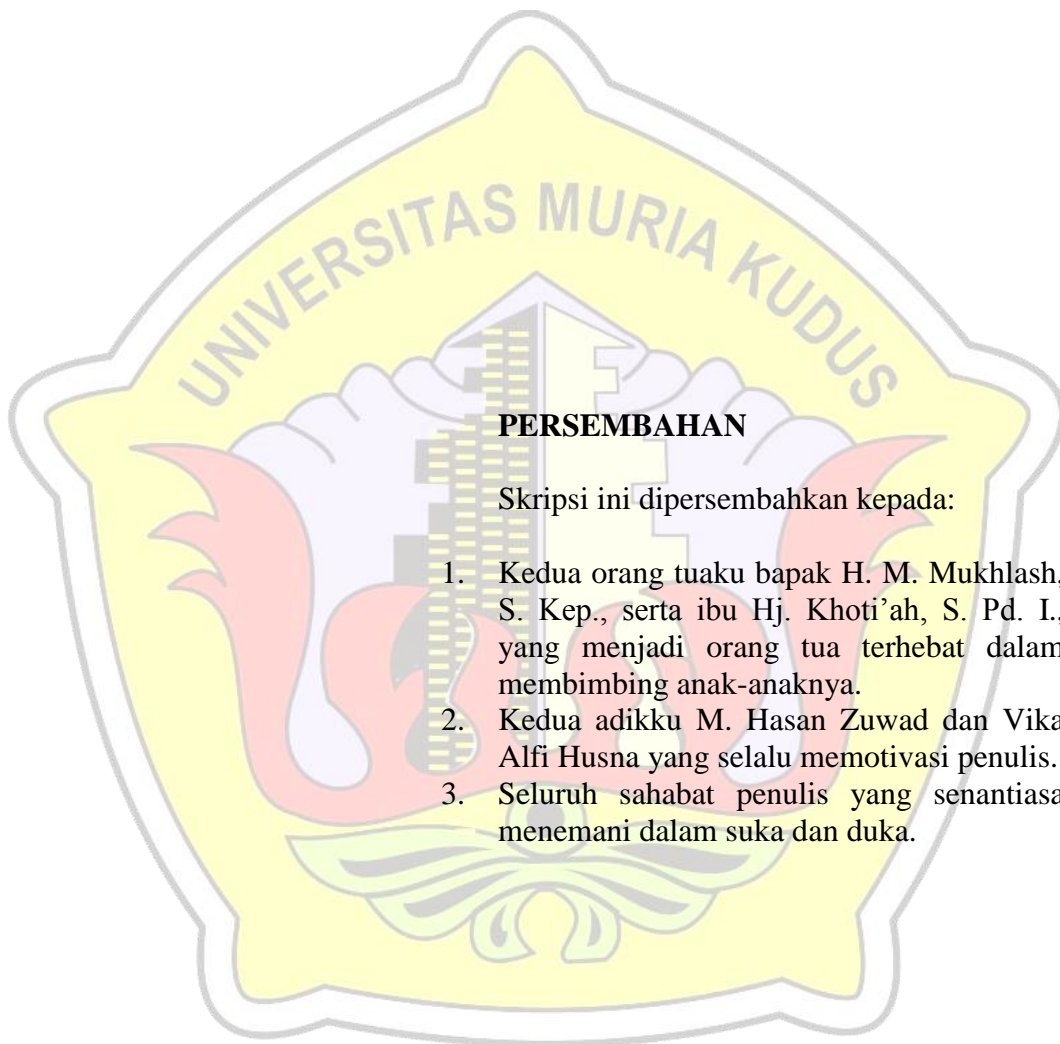 UNIVERSITAS MURIA KUDUS
PERSEMBAHAN
Skripsi ini dipersembahkan kepada:
1. Kedua orang tuaku bapak H. M. Mukhlash,
S. Kep., serta ibu Hj. Khoti’ah, S. Pd. I.,
yang menjadi orang tua terhebat dalam
membimbing anak-anaknya.
2. Kedua adikku M. Hasan Zuwad dan Vika
Alfi Husna yang selalu memotivasi penulis.
3. Seluruh sahabat penulis yang senantiasa
menemani dalam suka dan duka.